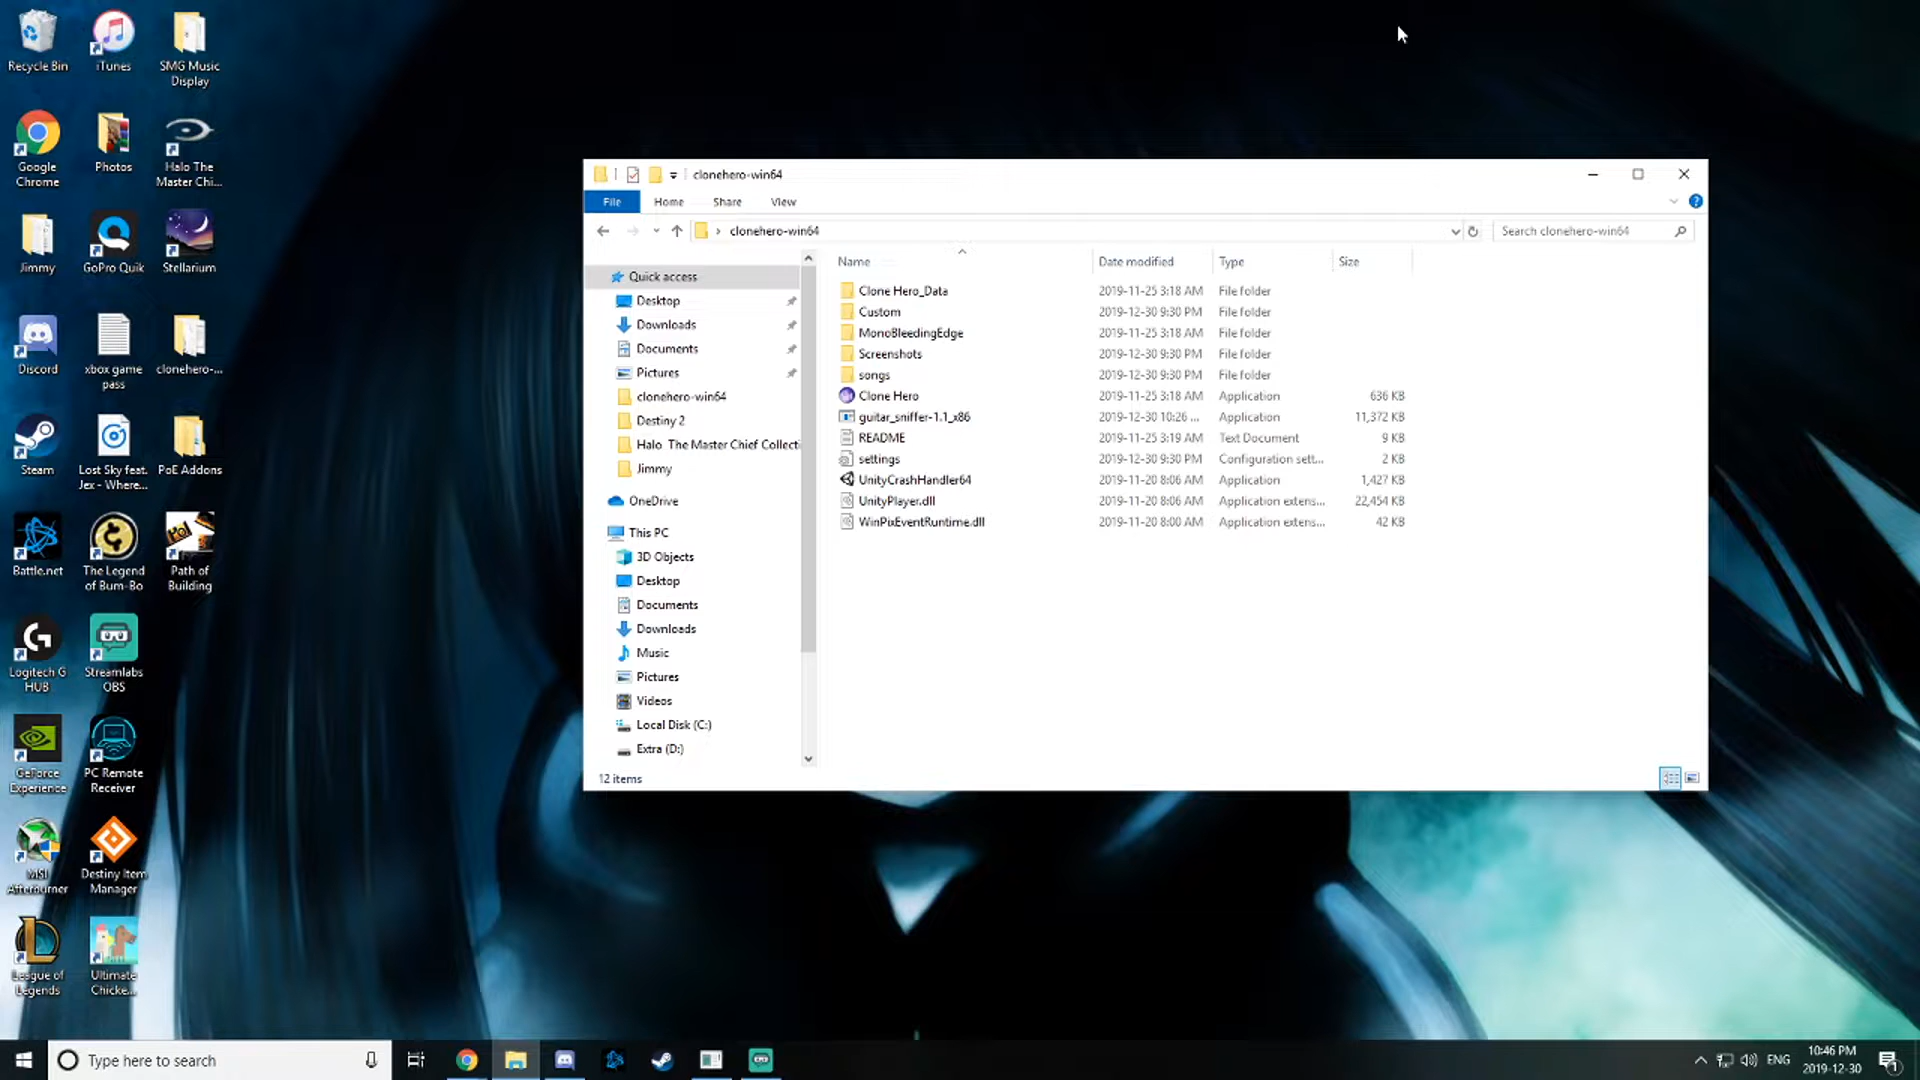 Recycle Bin
iTunes
SMG Music
Display
Google
Chrome
Photos
Halo The
Master Chi...
Jimmy
GoPro Quik
Stellarium
Discord
xbox game
pass
clonehero-...
Steam
Lost Sky feat.
Jex - Where...
PoE Addons
Battle.net
The Legend
of Bum-Bo
Path of
Building
Logitech G
HUB
Streamlabs
OBS
GeForce
Experience
PC Remote
Receiver
MSI
Afterburner
Destiny Item
Manager
League of
Legends
Ultimate
Chicke...
clonehero-win64
File Home Share View
clonehero-win64
Search clonehero-win64
Quick access
Desktop
Downloads
Documents
Pictures
clonehero-win64
Destiny 2
Halo The Master Chief Collecti
Jimmy
OneDrive
This PC
3D Objects
Desktop
Documents
Downloads
Music
Pictures
Videos
Local Disk (C:)
Extra (D:)
Name Date modified Type Size
Clone Hero_Data 2019-11-25 3:18 AM File folder
Custom 2019-12-30 9:30 PM File folder
MonoBleedingEdge 2019-11-25 3:18 AM File folder
Screenshots 2019-12-30 9:30 PM File folder
songs 2019-12-30 9:30 PM File folder
Clone Hero 2019-11-25 3:18 AM Application 636 KB
guitar_sniffer-1.1_x86 2019-12-30 10:26 ... Application 11,372 KB
README 2019-11-25 3:19 AM Text Document 9 KB
settings 2019-12-30 9:30 PM Configuration sett... 2 KB
UnityCrashHandler64 2019-11-20 8:06 AM Application 1,427 KB
UnityPlayer.dll 2019-11-20 8:06 AM Application extens... 22,454 KB
WinPixEventRuntime.dll 2019-11-20 8:00 AM Application extens... 42 KB
12 items
Type here to search
ENG
10:46 PM
2019-12-30
1